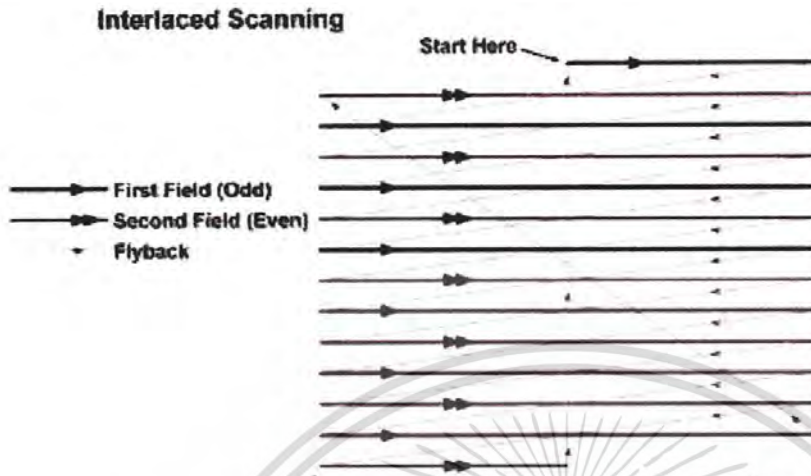 Interlaced Scanning
Start Here
First Field (Odd)
Second Field (Even)
Flyback